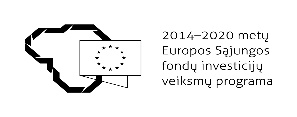 2014–2020 metų
Europos Sąjungos
fondų investicijų
veiksmų programa